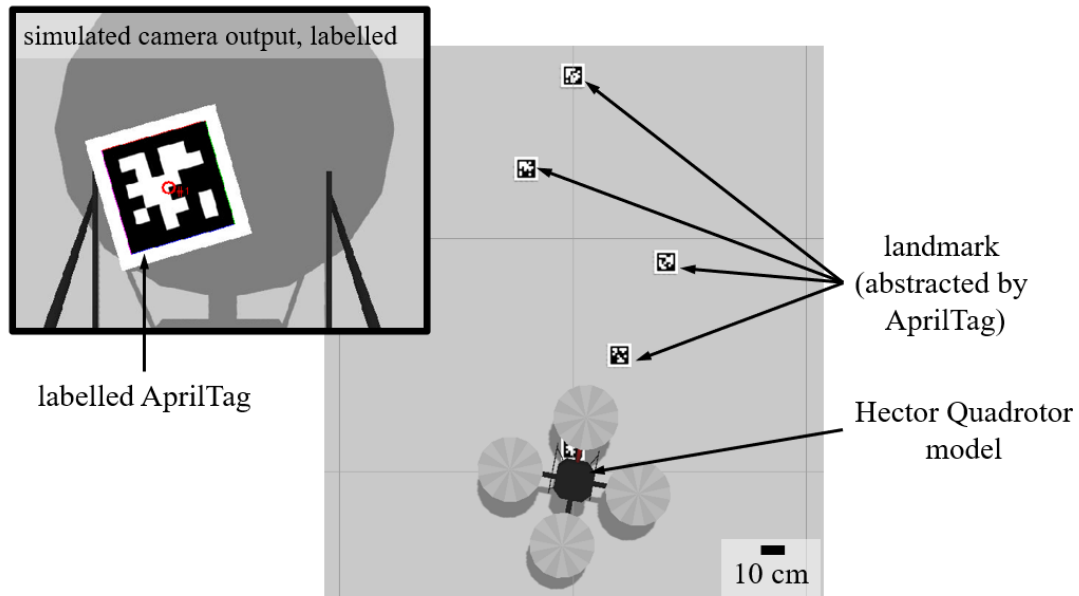 simulated camera output, labelled
labelled AprilTag
landmark
(abstracted by
AprilTag)
Hector Quadrotor
model
10 cm